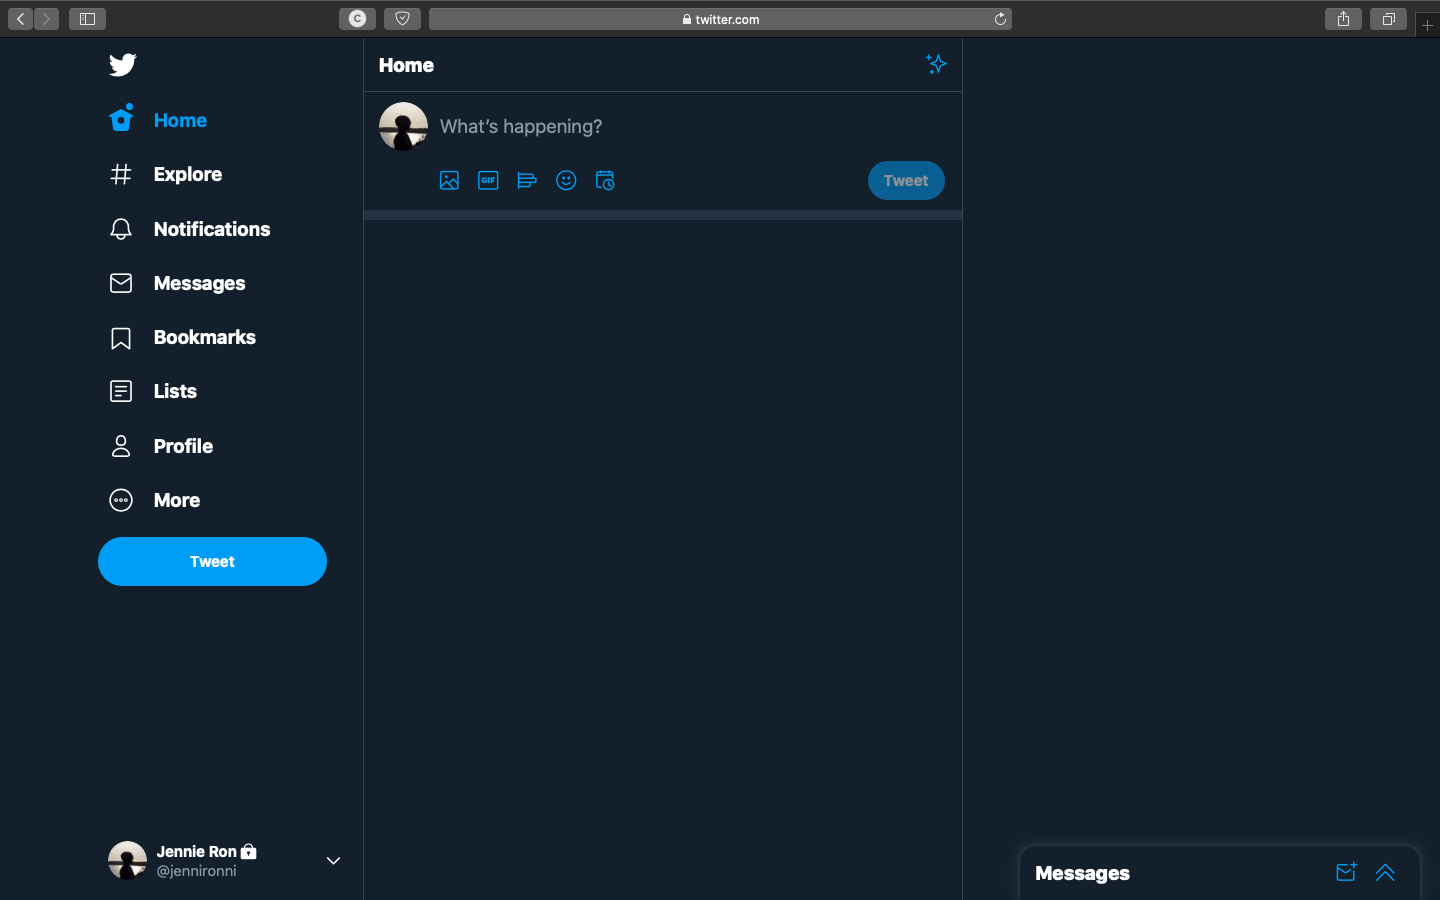 C
twitter.com
Home
Explore
Notifications
Messages
Bookmarks
Lists
Profile
More
Tweet
Jennie Ron
@jennironni
Home
What's happening?
GIF
Tweet
Messages